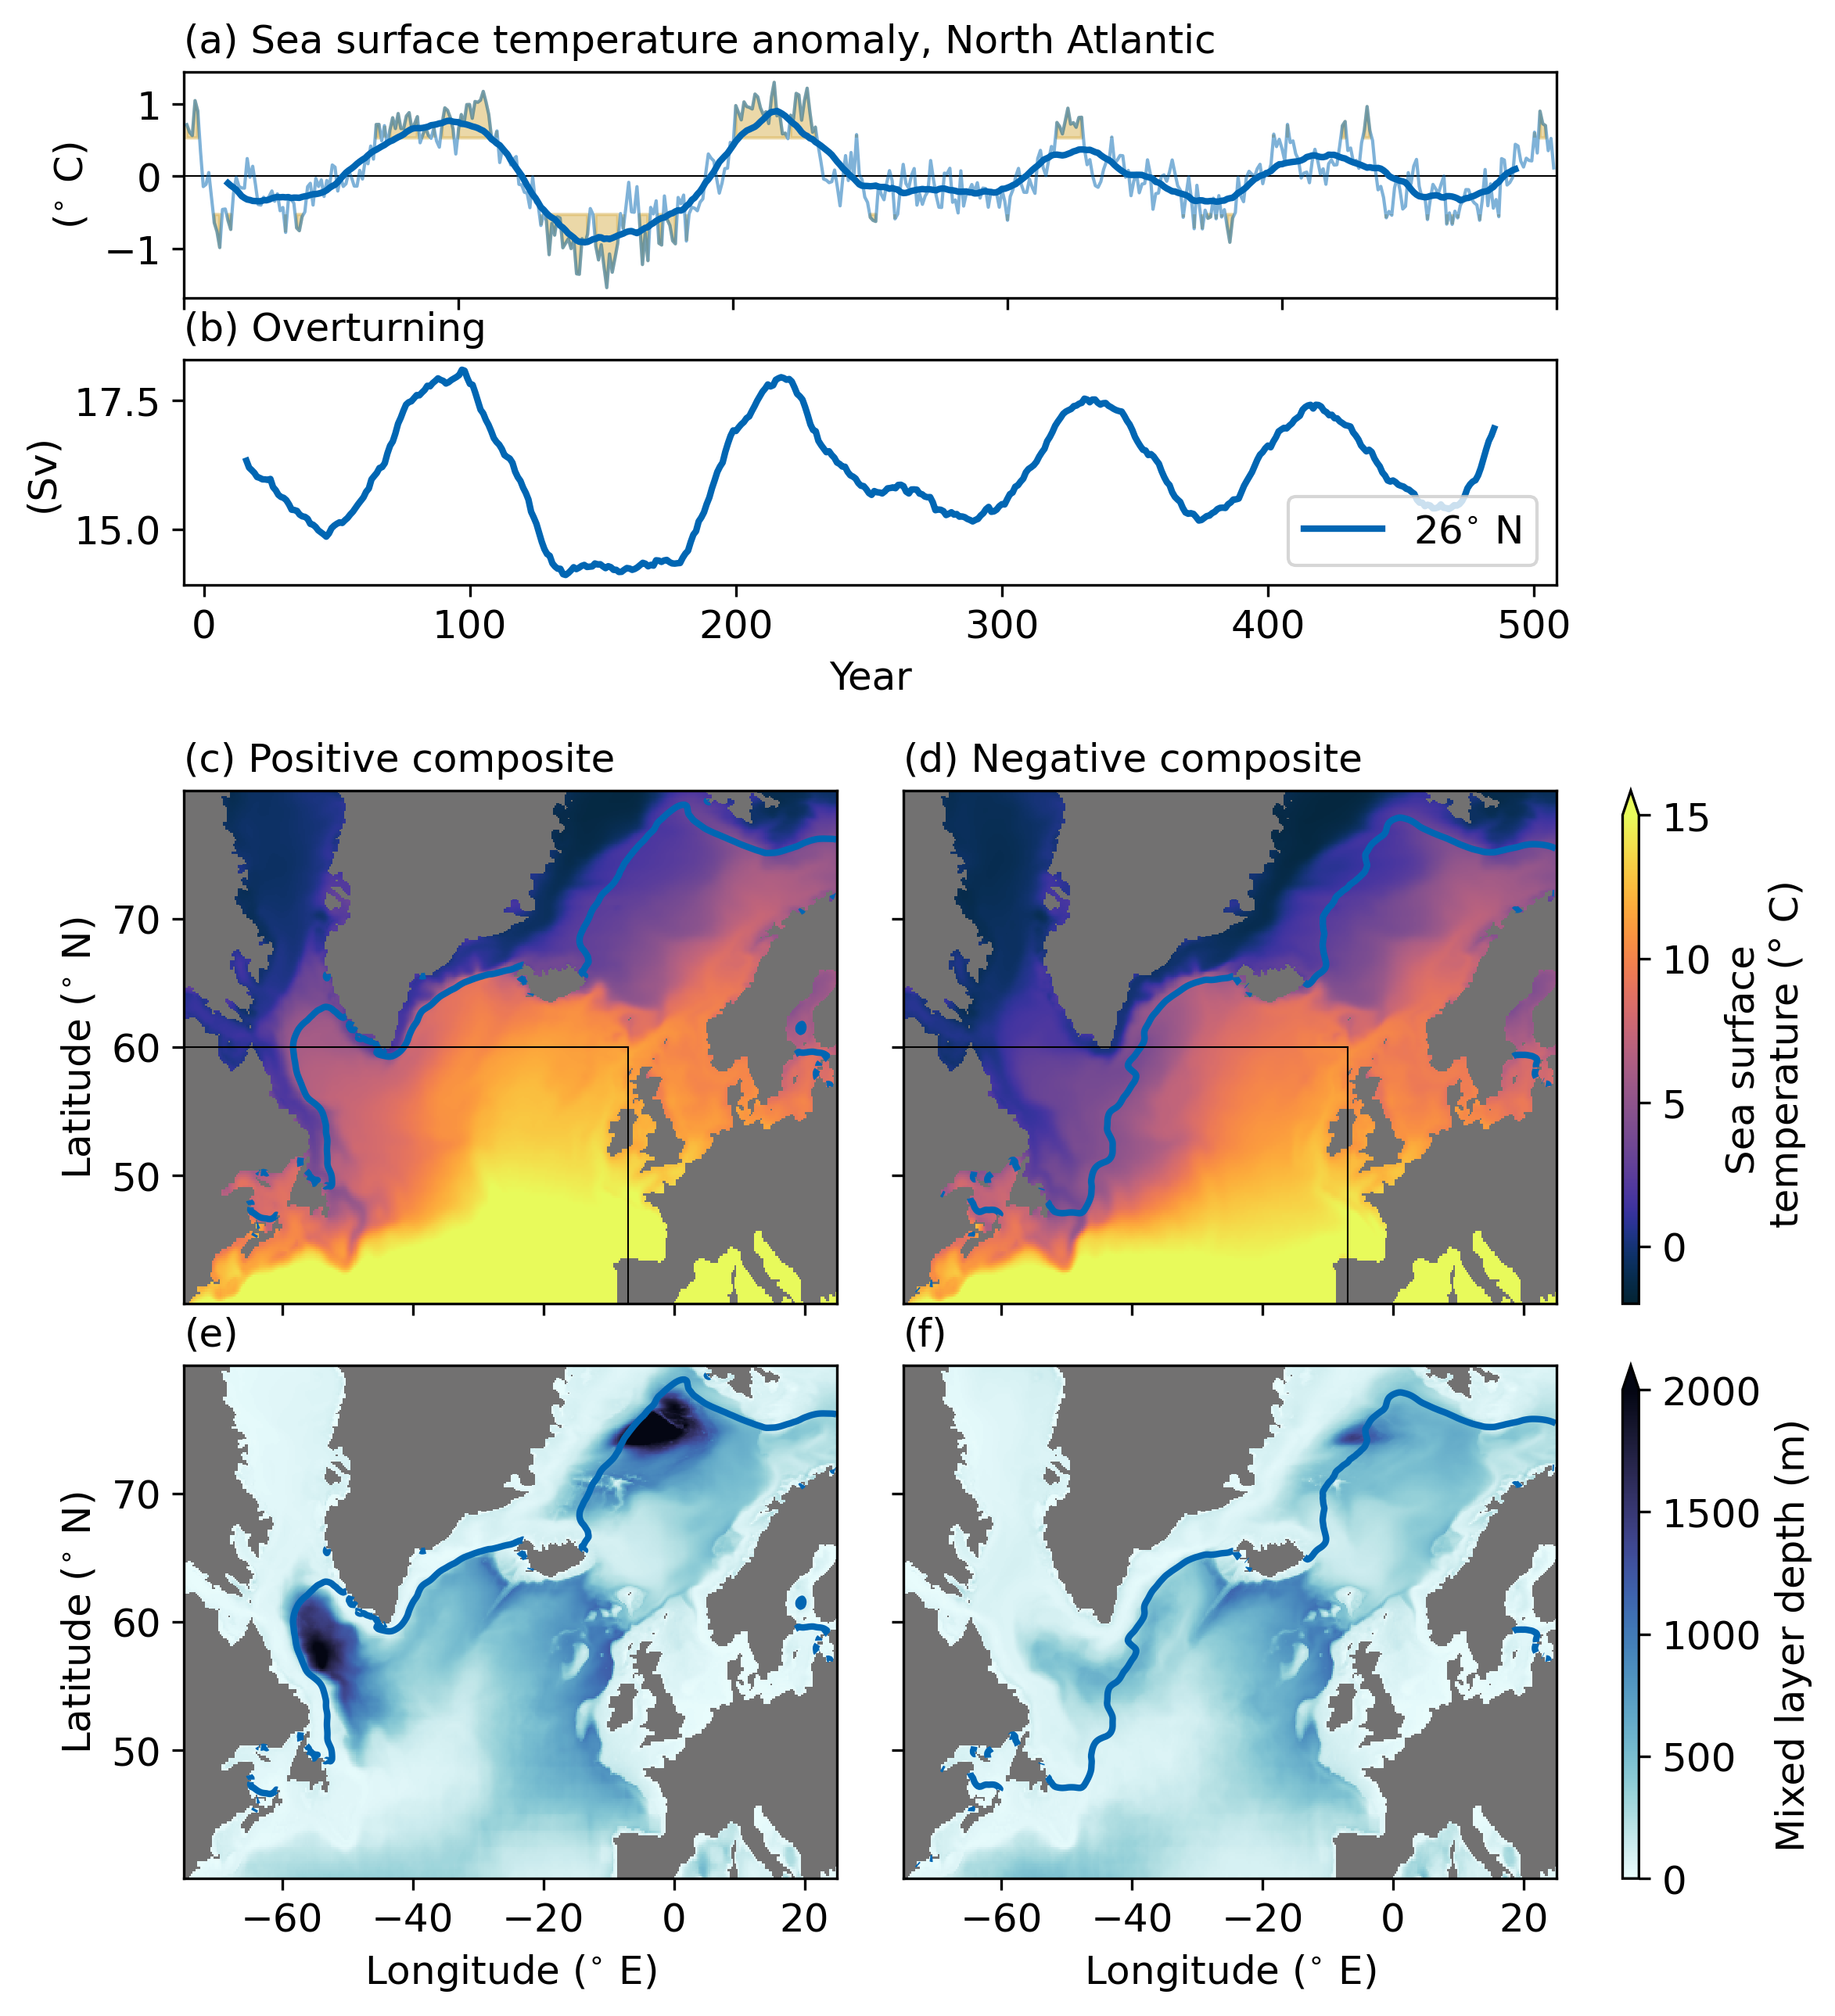 (a) Sea surface temperature anomaly, North Atlantic
1
0
−1
(° C)
(b) Overturning
17.5
15.0
(Sv)
26° N
0 100 200 300 400 500
Year
(c) Positive composite
(d) Negative composite
70
60
50
Latitude (° N)
15
10
5
0
Sea surface
temperature (° C)
(e)
(f)
70
60
50
Latitude (° N)
2000
1500
1000
500
0
Mixed layer depth (m)
−60 −40 −20 0 20
−60 −40 −20 0 20
Longitude (° E)
Longitude (° E)